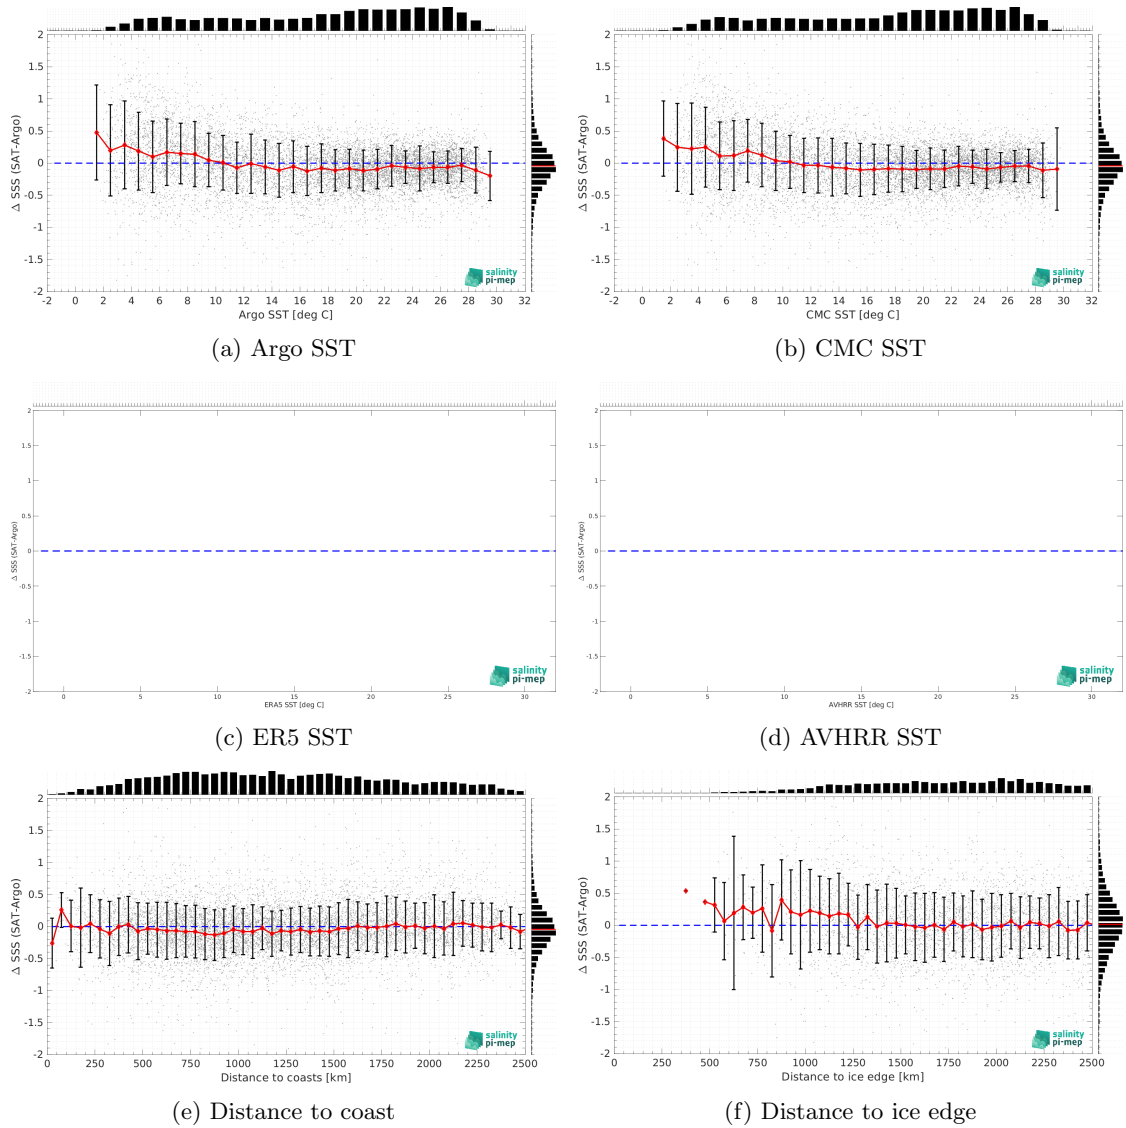 2
1.5
1
0.5
0
-0.5
-1
-1.5
-2
Δ SSS (SAT-Argo)
-2 0 2 4 6 8 10 12 14 16 18 20 22 24 26 28 30 32
Argo SST [deg C]
salinity
pi-mep
(a) Argo SST
2
1.5
1
0.5
0
-0.5
-1
-1.5
-2
Δ SSS (SAT-Argo)
-2 0 2 4 6 8 10 12 14 16 18 20 22 24 26 28 30 32
CMC SST [deg C]
salinity
pi-mep
(b) CMC SST
2
1.5
1
0.5
0
-0.5
-1
-1.5
-2
Δ SSS (SAT-Argo)
0 5 10 15 20 25 30
ERA5 SST [deg C]
salinity
pi-mep
(c) ER5 SST
2
1.5
1
0.5
0
-0.5
-1
-1.5
-2
Δ SSS (SAT-Argo)
0 5 10 15 20 25 30
AVHRR SST [deg C]
salinity
pi-mep
(d) AVHRR SST
2
1.5
1
0.5
0
-0.5
-1
-1.5
-2
Δ SSS (SAT-Argo)
0 250 500 750 1000 1250 1500 1750 2000 2250 2500
Distance to coasts [km]
salinity
pi-mep
(e) Distance to coast
2
1.5
1
0.5
0
-0.5
-1
-1.5
-2
Δ SSS (SAT-Argo)
0 250 500 750 1000 1250 1500 1750 2000 2250 2500
Distance to ice edge [km]
salinity
pi-mep
(f) Distance to ice edge